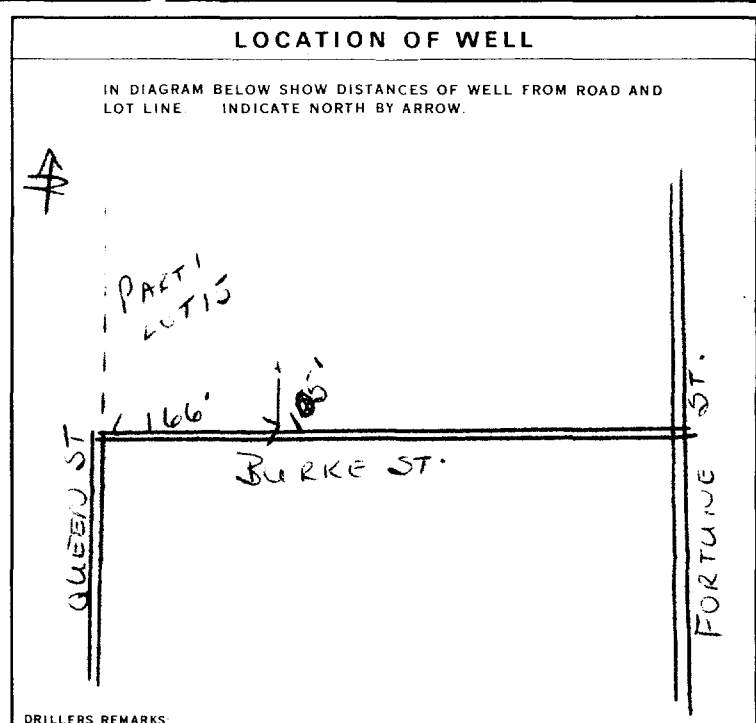 LOCATION OF WELL
IN DIAGRAM BELOW SHOW DISTANCES OF WELL FROM ROAD AND
LOT LINE. INDICATE NORTH BY ARROW.
N
PART 1
LOT 15
166'
BURKE ST.
QUEEN ST
FORTUNE ST.
DRILLERS REMARKS: